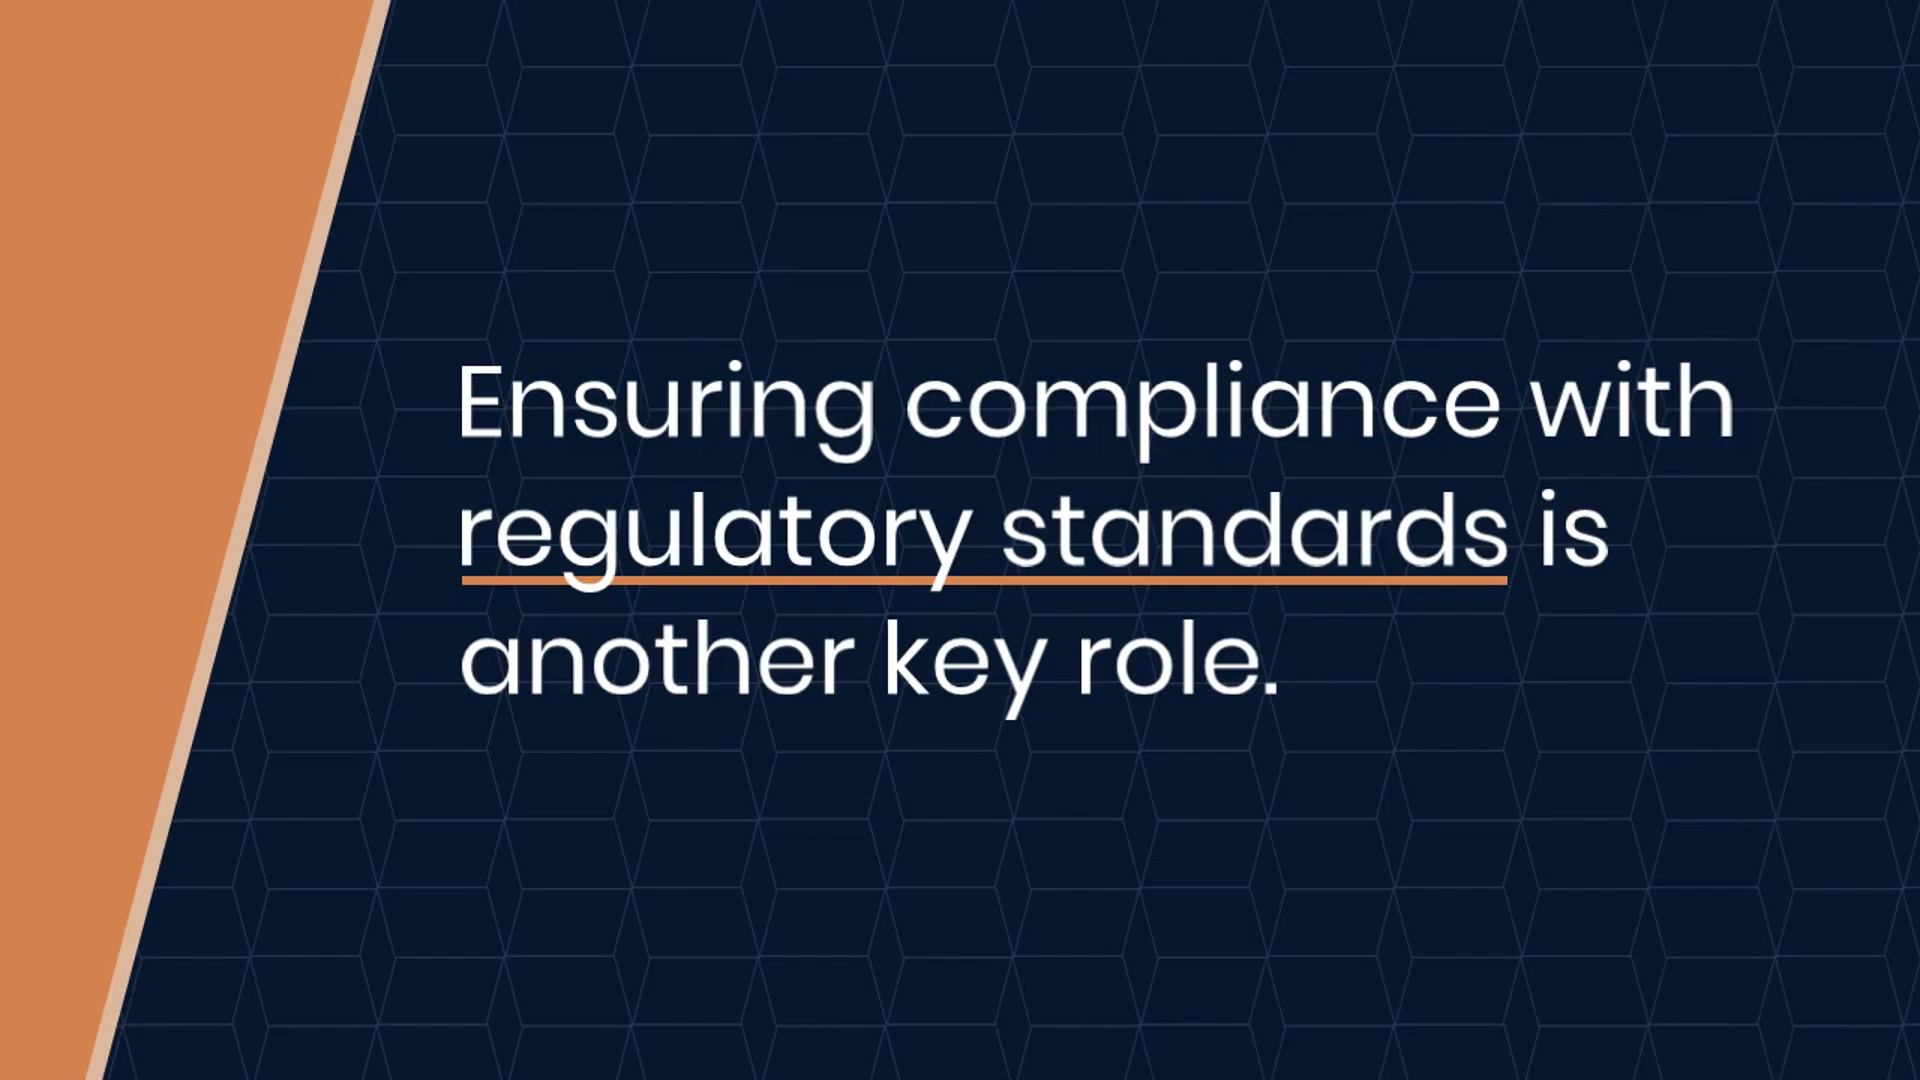 Ensuring compliance with
regulatory standards is
another key role.